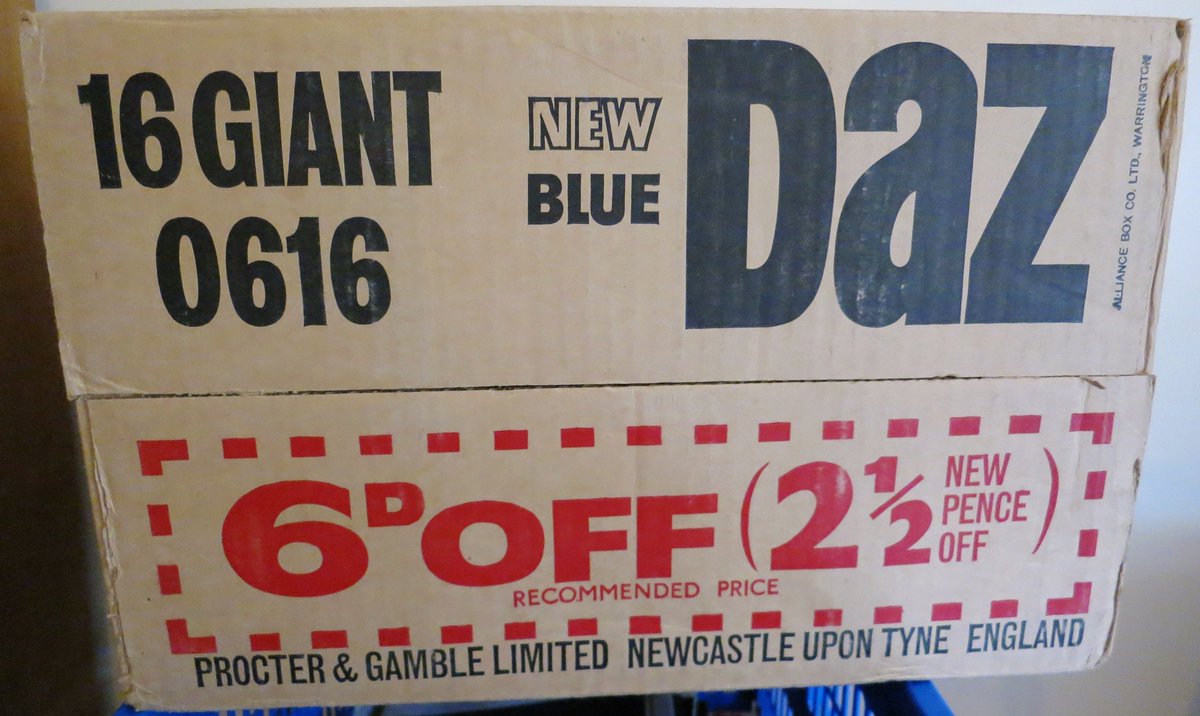 16 GIANT
0616
NEW
BLUE
Daz
ALLIANCE BOX CO. LTD., WARRINGTON
6D OFF (2½ NEW PENCE OFF)
RECOMMENDED PRICE
PROCTER & GAMBLE LIMITED NEWCASTLE UPON TYNE ENGLAND